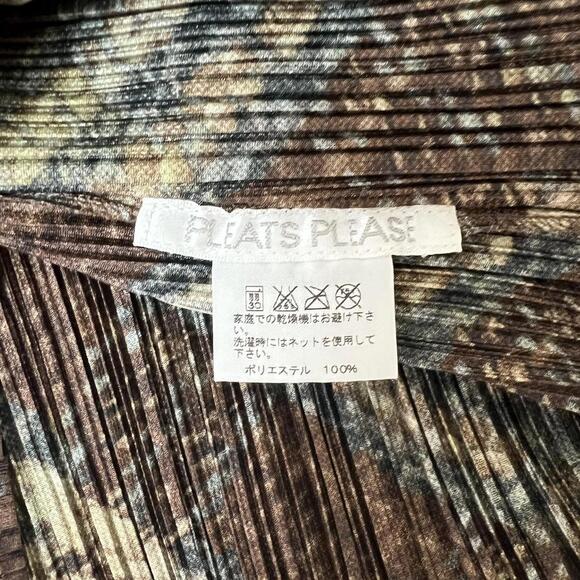 PLEATS PLEASE
家庭での乾燥機はお避け下さ
い。
洗濯時にはネットを使用して
下さい。
ポリエステル 100%